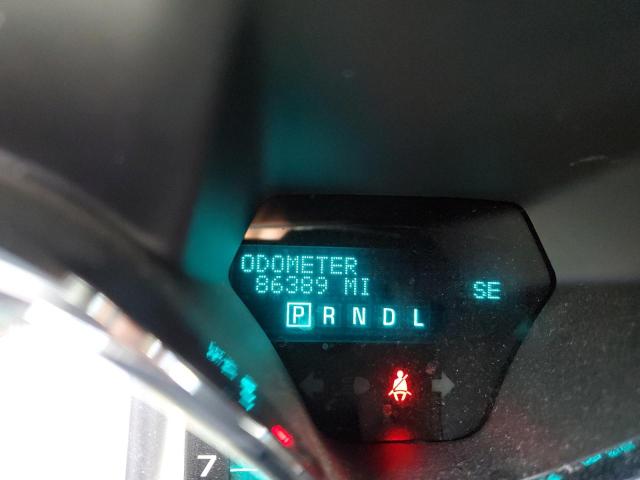 ODOMETER
86389 MI
SE
P R N D L
7